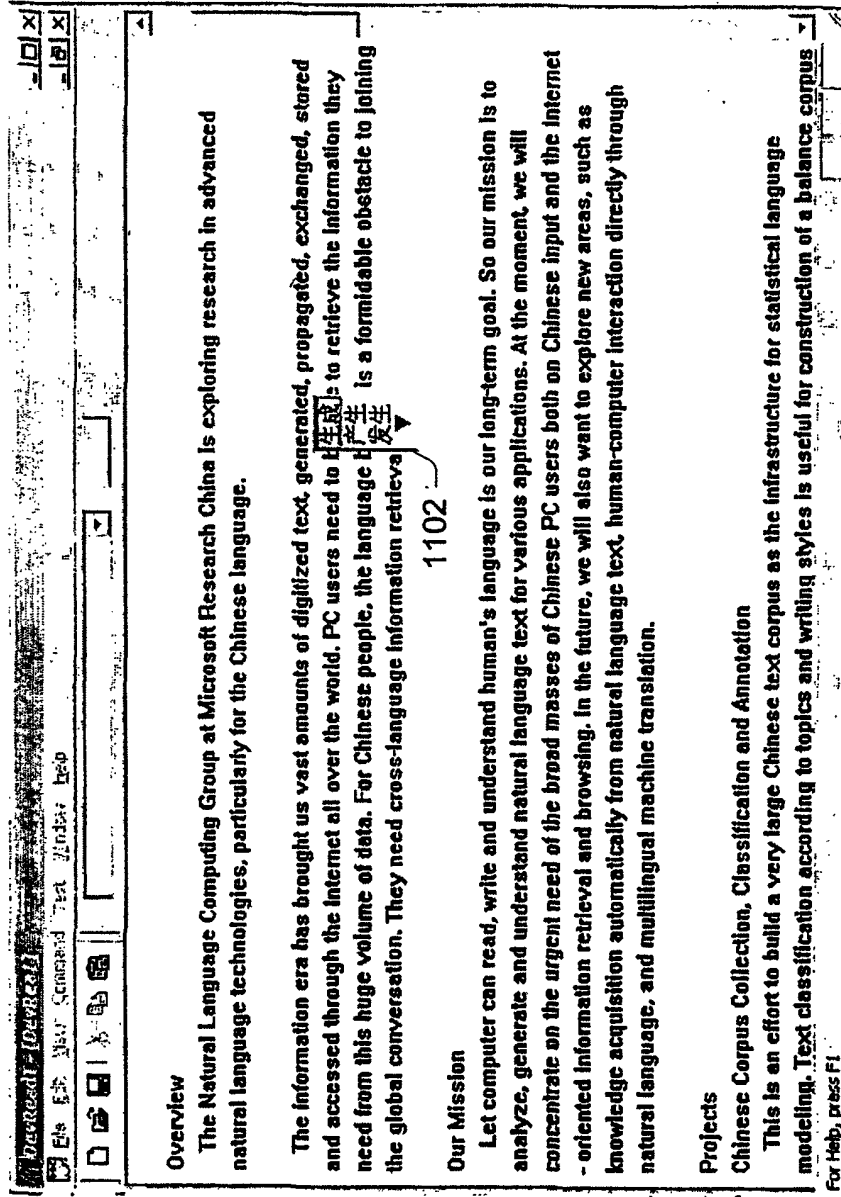 File Edit View Command Text Window Help
Overview
The Natural Language Computing Group at Microsoft Research China is exploring research in advanced
natural language technologies, particularly for the Chinese language.
The information era has brought us vast amounts of digitized text, generated, propagated, exchanged, stored
and accessed through the Internet all over the world. PC users need to b 生成 to retrieve the information they
产生
need from this huge volume of data. For Chinese people, the language b is a formidable obstacle to joining
发生
the global conversation. They need cross-language information retrieva
1102
Our Mission
Let computer can read, write and understand human's language is our long-term goal. So our mission is to
analyze, generate and understand natural language text for various applications. At the moment, we will
concentrate on the urgent need of the broad masses of Chinese PC users both on Chinese input and the Internet
- oriented information retrieval and browsing. In the future, we will also want to explore new areas, such as
knowledge acquisition automatically from natural language text, human-computer interaction directly through
natural language, and multilingual machine translation.
Projects
Chinese Corpus Collection, Classification and Annotation
This is an effort to build a very large Chinese text corpus as the infrastructure for statistical language
modeling. Text classification according to topics and writing styles is useful for construction of a balance corpus
For Help, press F1